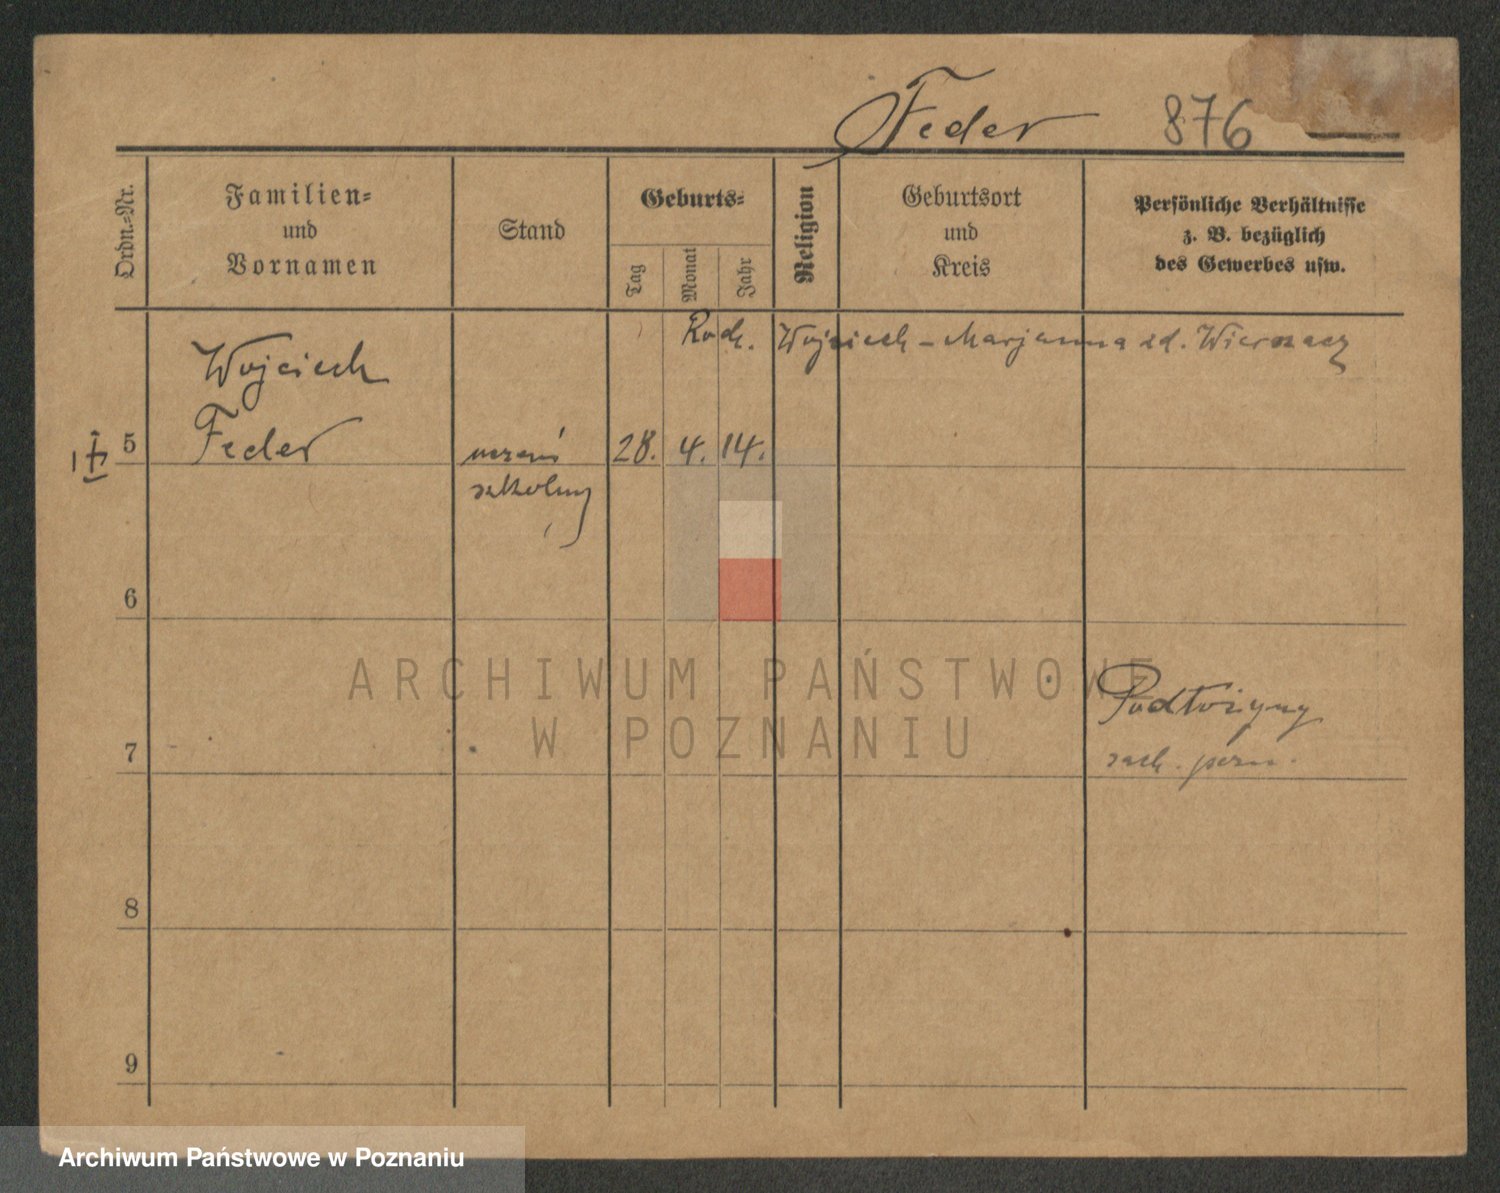 Feder 876
Ordn.=Nr.
Familien=
und
Vornamen
Stand
Geburts=
Tag
Monat
Jahr
Religion
Geburtsort
und
Kreis
Persönliche Verhältnisse
z. B. bezüglich
des Gewerbes usw.
Rodz. Wojciech - Marjanna zd.
Wojciech
5 Feder uczeń 28. 4. 14.
szkolny
6
ARCHIWUM PAŃSTWOWE
W POZNANIU
7
8
9
Archiwum Państwowe w Poznaniu